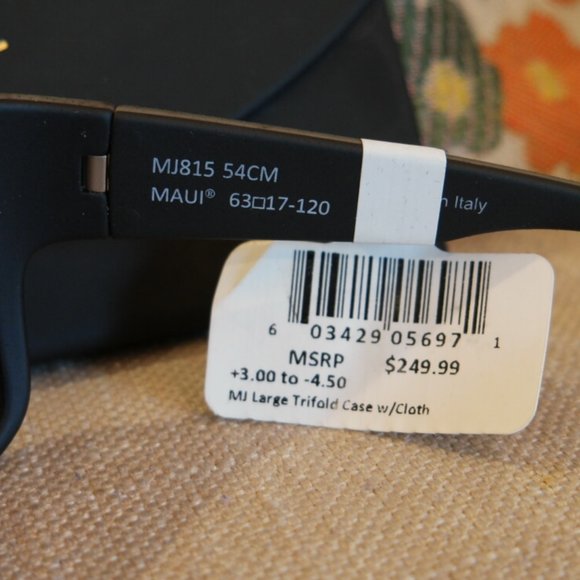 MJ815 54CM
MAUI® 63□17-120
Italy
6 03429 05697 1
MSRP $249.99
+3.00 to -4.50
MJ Large Trifold Case w/Cloth